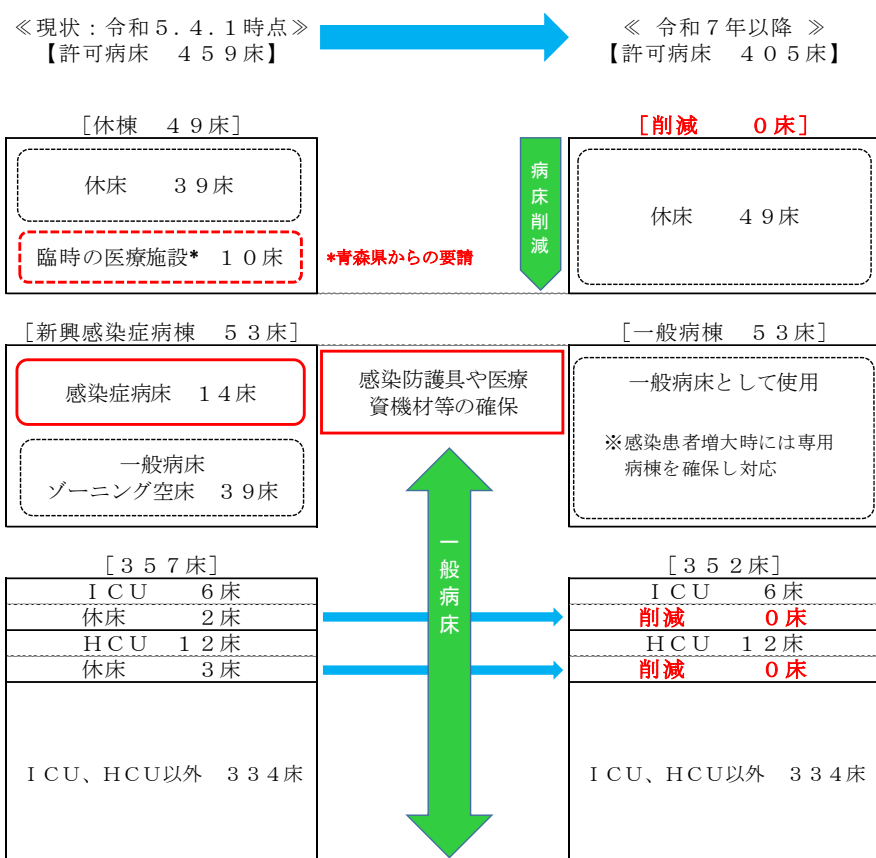 ≪現状：令和５.４.１時点≫
【許可病床　４５９床】
≪ 令和７年以降 ≫
【許可病床　４０５床】
［休棟　４９床］
休床　　３９床
臨時の医療施設*　１０床
*青森県からの要請
病床削減
［削減　　０床］
休床　　４９床
［新興感染症病棟　５３床］
感染症病床　１４床
一般病床
ゾーニング空床　３９床
感染防護具や医療
資機材等の確保
［一般病棟　５３床］
一般病床として使用
※感染患者増大時には専用
病棟を確保し対応
一般病床
［３５７床］
ＩＣＵ　　６床
休床　　　２床
ＨＣＵ　１２床
休床　　　３床
ＩＣＵ、ＨＣＵ以外　３３４床
［３５２床］
ＩＣＵ　　６床
削減　　　０床
ＨＣＵ　１２床
削減　　　０床
ＩＣＵ、ＨＣＵ以外　３３４床